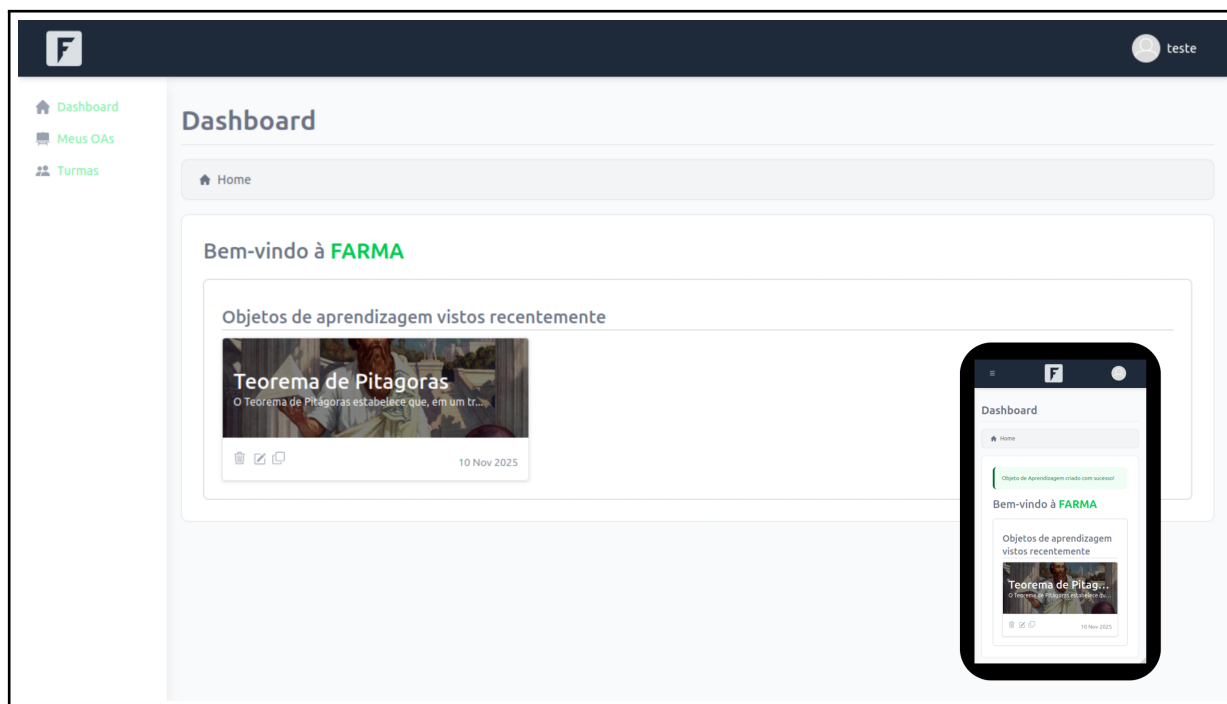 F
teste
Dashboard
Meus OAs
Turmas
Dashboard
Home
Bem-vindo à FARMA
Objetos de aprendizagem vistos recentemente
Teorema de Pitagoras
O Teorema de Pitágoras estabelece que, em um tr...
10 Nov 2025
F
Dashboard
Home
Objeto de Aprendizagem criado com sucesso!
Bem-vindo à FARMA
Objetos de aprendizagem
vistos recentemente
Teorema de Pitag...
O Teorema de Pitágoras estabelece qu...
10 Nov 2025